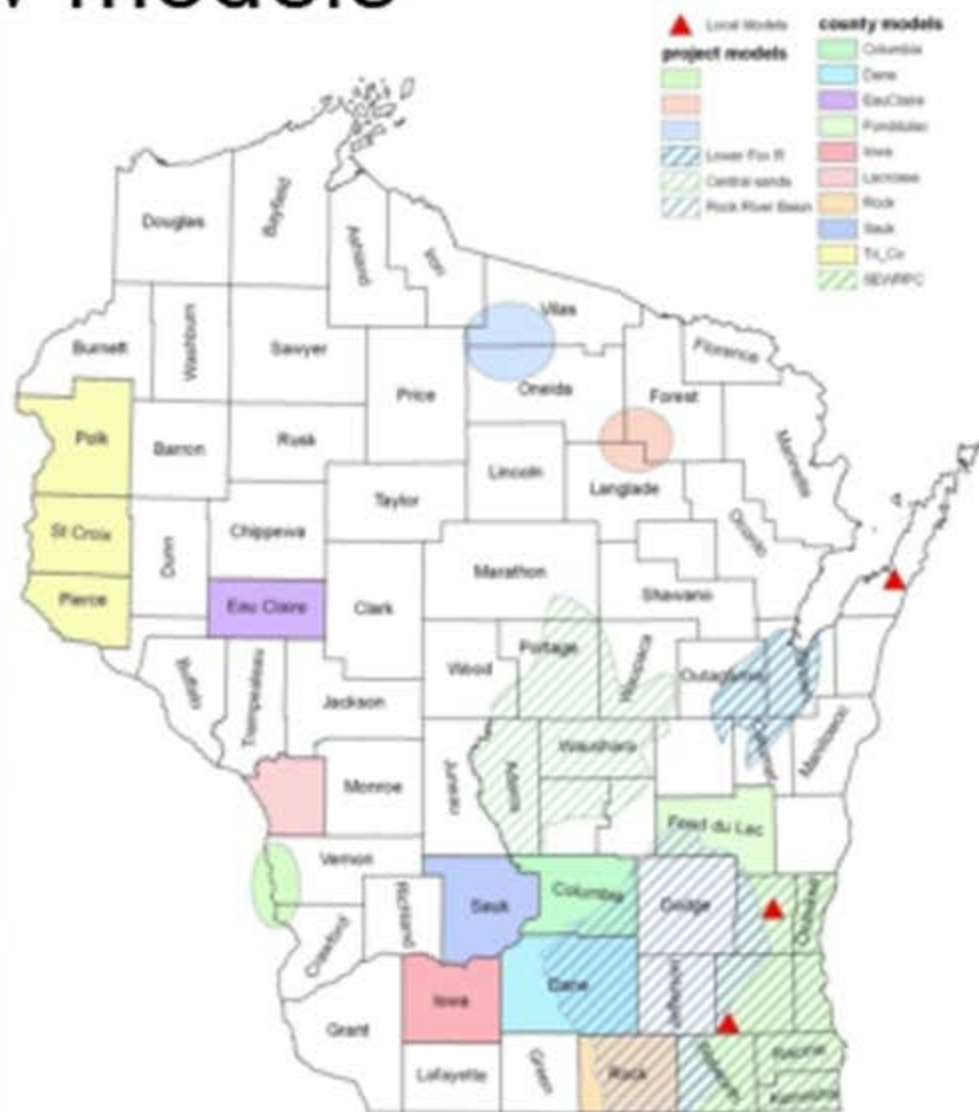 models
Local Models
project models
Lower Fox R
Central sands
Rock River Basin
county models
Columbia
Dane
EauClaire
Fonddulac
Iowa
Lacrosse
Rock
Sauk
Tri_Co
SEWRPC
Douglas
Bayfield
Ashland
Iron
Vilas
Burnett
Washburn
Sawyer
Florence
Price
Oneida
Forest
Polk
Barron
Rusk
Marinette
Lincoln
Langlade
Taylor
Oconto
St Croix
Dunn
Chippewa
Marathon
Pierce
Eau Claire
Clark
Shawano
Portage
Wood
Waupaca
Outagamie
Buffalo
Trempealeau
Jackson
Waushara
Manitowoc
Monroe
Juneau
Adams
Fond du Lac
Vernon
Richland
Sauk
Columbia
Dodge
Ozaukee
Crawford
Iowa
Dane
Grant
Lafayette
Green
Rock
Racine
Kenosha